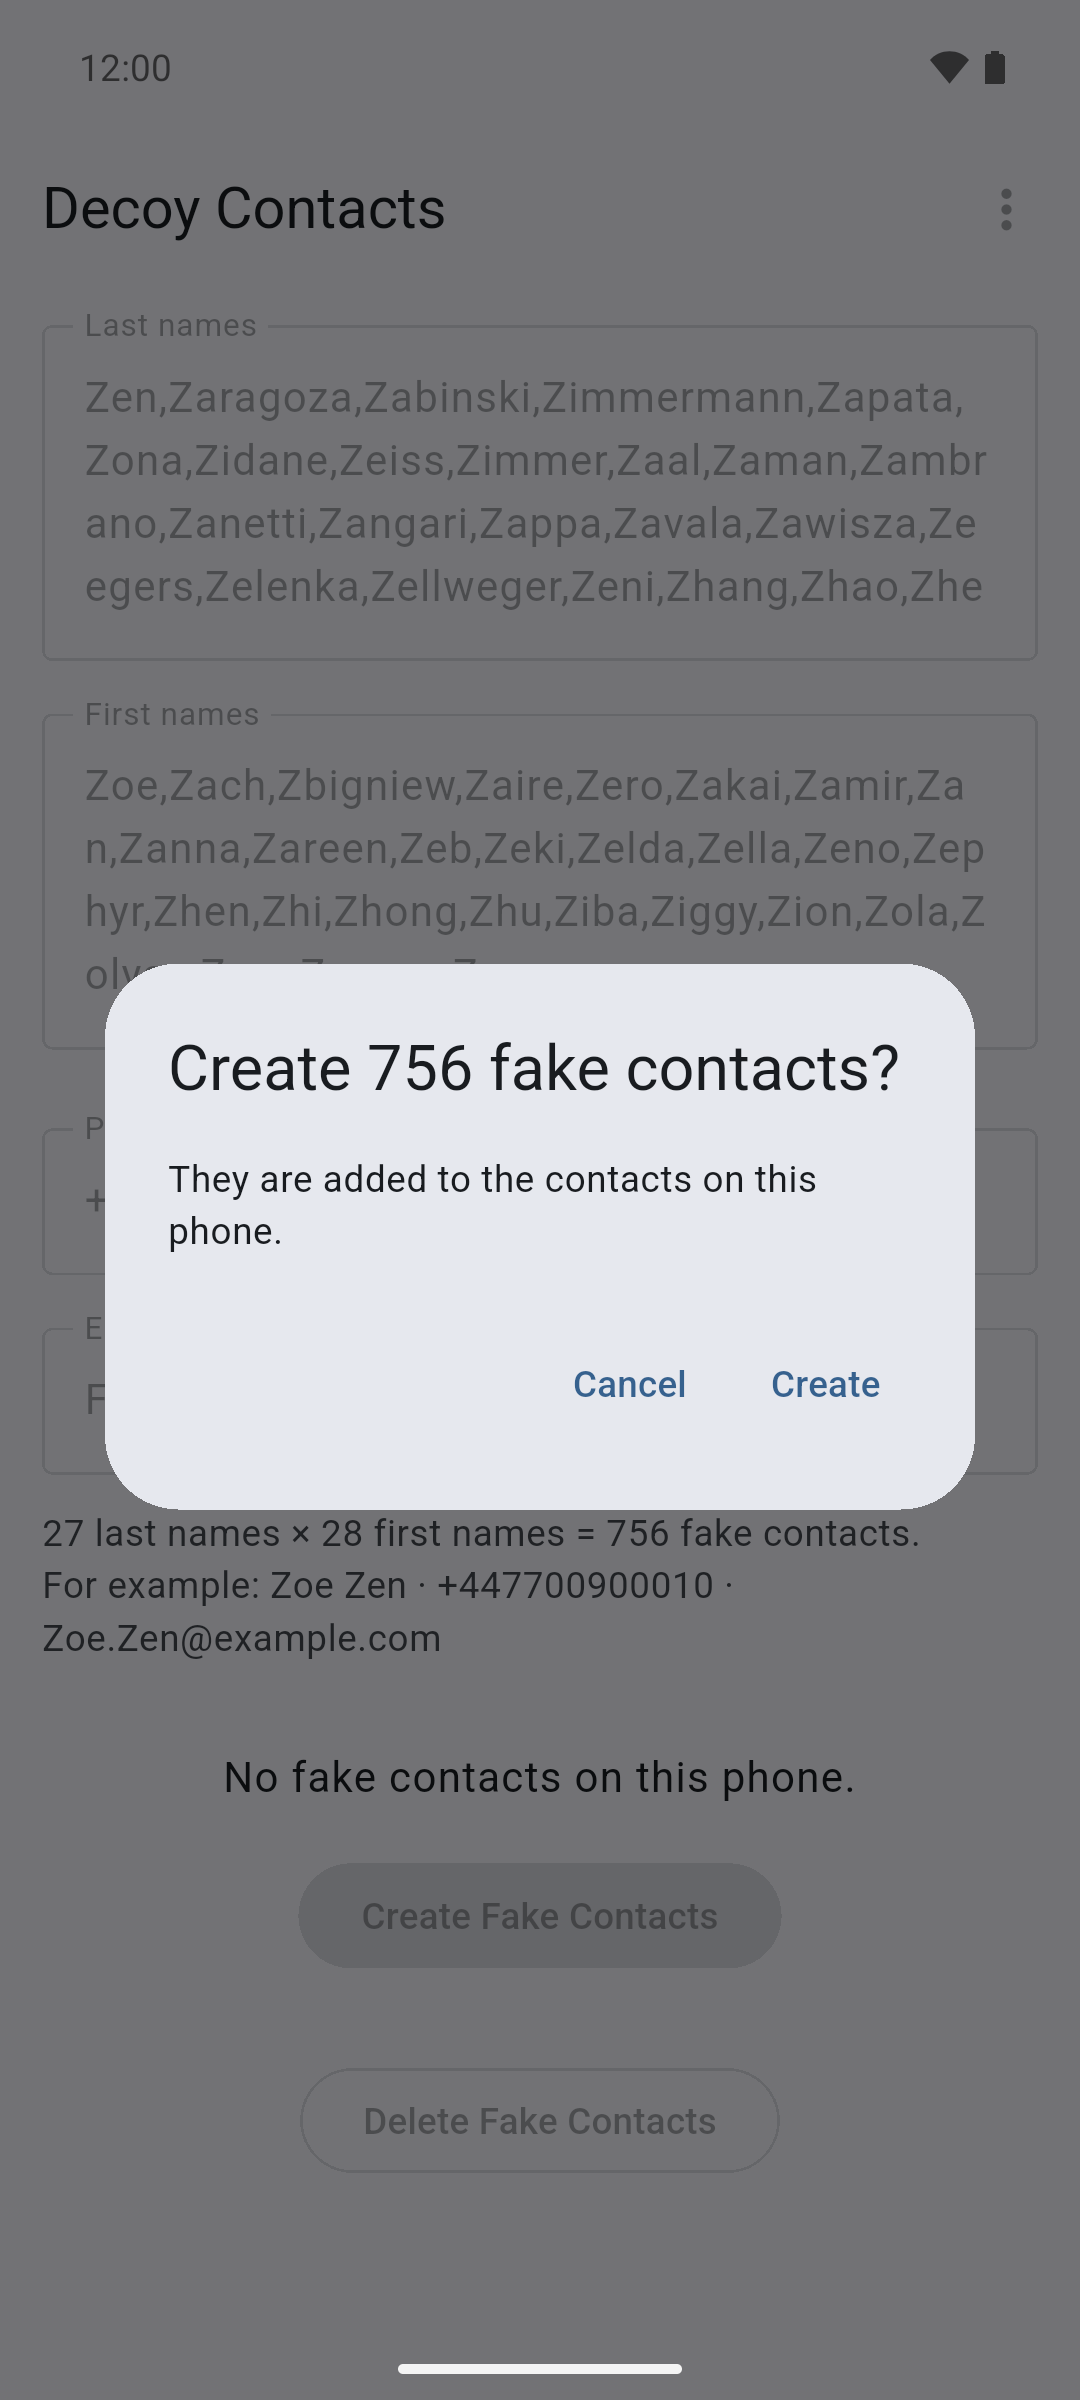 12:00
Decoy Contacts
Last names
Zen,Zaragoza,Zabinski,Zimmermann,Zapata,
Zona,Zidane,Zeiss,Zimmer,Zaal,Zaman,Zambr
ano,Zanetti,Zangari,Zappa,Zavala,Zawisza,Ze
egers,Zelenka,Zellweger,Zeni,Zhang,Zhao,Zhe
First names
Zoe,Zach,Zbigniew,Zaire,Zero,Zakai,Zamir,Za
n,Zanna,Zareen,Zeb,Zeki,Zelda,Zella,Zeno,Zep
hyr,Zhen,Zhi,Zhong,Zhu,Ziba,Ziggy,Zion,Zola,Z
Create 756 fake contacts?
They are added to the contacts on this
phone.
Cancel Create
27 last names × 28 first names = 756 fake contacts.
For example: Zoe Zen · +447700900010 ·
Zoe.Zen@example.com
No fake contacts on this phone.
Create Fake Contacts
Delete Fake Contacts